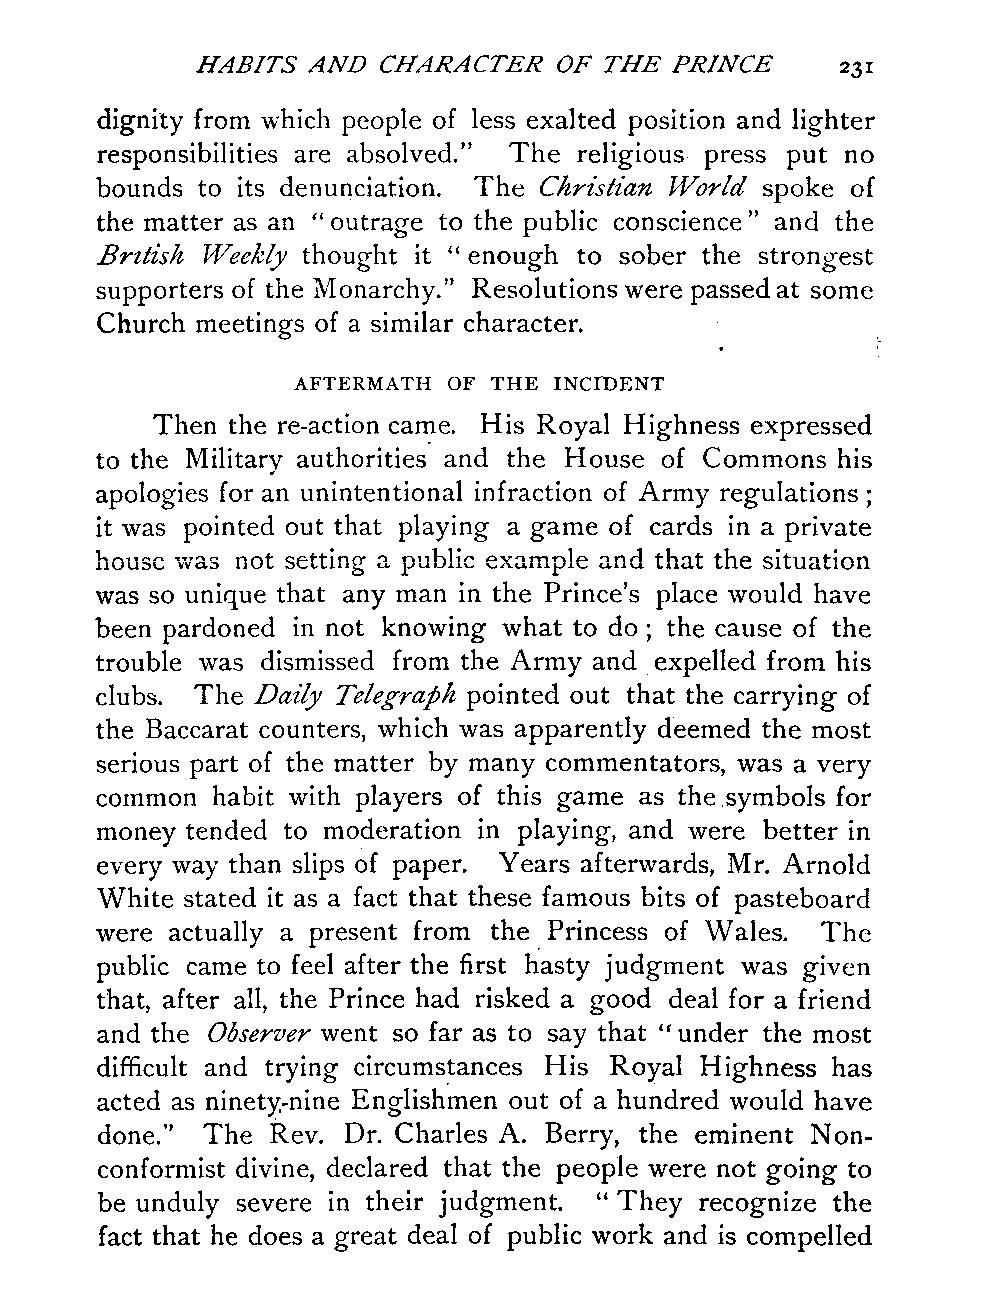 HABITS AND CHARACTER OF THE PRINCE 231
dignity from which people of less exalted position and lighter
responsibilities are absolved." The religious press put no
bounds to its denunciation. The Christian World spoke of
the matter as an "outrage to the public conscience" and the
British Weekly thought it "enough to sober the strongest
supporters of the Monarchy." Resolutions were passed at some
Church meetings of a similar character.
AFTERMATH OF THE INCIDENT
Then the re-action came. His Royal Highness expressed
to the Military authorities and the House of Commons his
apologies for an unintentional infraction of Army regulations;
it was pointed out that playing a game of cards in a private
house was not setting a public example and that the situation
was so unique that any man in the Prince's place would have
been pardoned in not knowing what to do; the cause of the
trouble was dismissed from the Army and expelled from his
clubs. The Daily Telegraph pointed out that the carrying of
the Baccarat counters, which was apparently deemed the most
serious part of the matter by many commentators, was a very
common habit with players of this game as the symbols for
money tended to moderation in playing, and were better in
every way than slips of paper. Years afterwards, Mr. Arnold
White stated it as a fact that these famous bits of pasteboard
were actually a present from the Princess of Wales. The
public came to feel after the first hasty judgment was given
that, after all, the Prince had risked a good deal for a friend
and the Observer went so far as to say that "under the most
difficult and trying circumstances His Royal Highness has
acted as ninety-nine Englishmen out of a hundred would have
done." The Rev. Dr. Charles A. Berry, the eminent Non-
conformist divine, declared that the people were not going to
be unduly severe in their judgment. "They recognize the
fact that he does a great deal of public work and is compelled